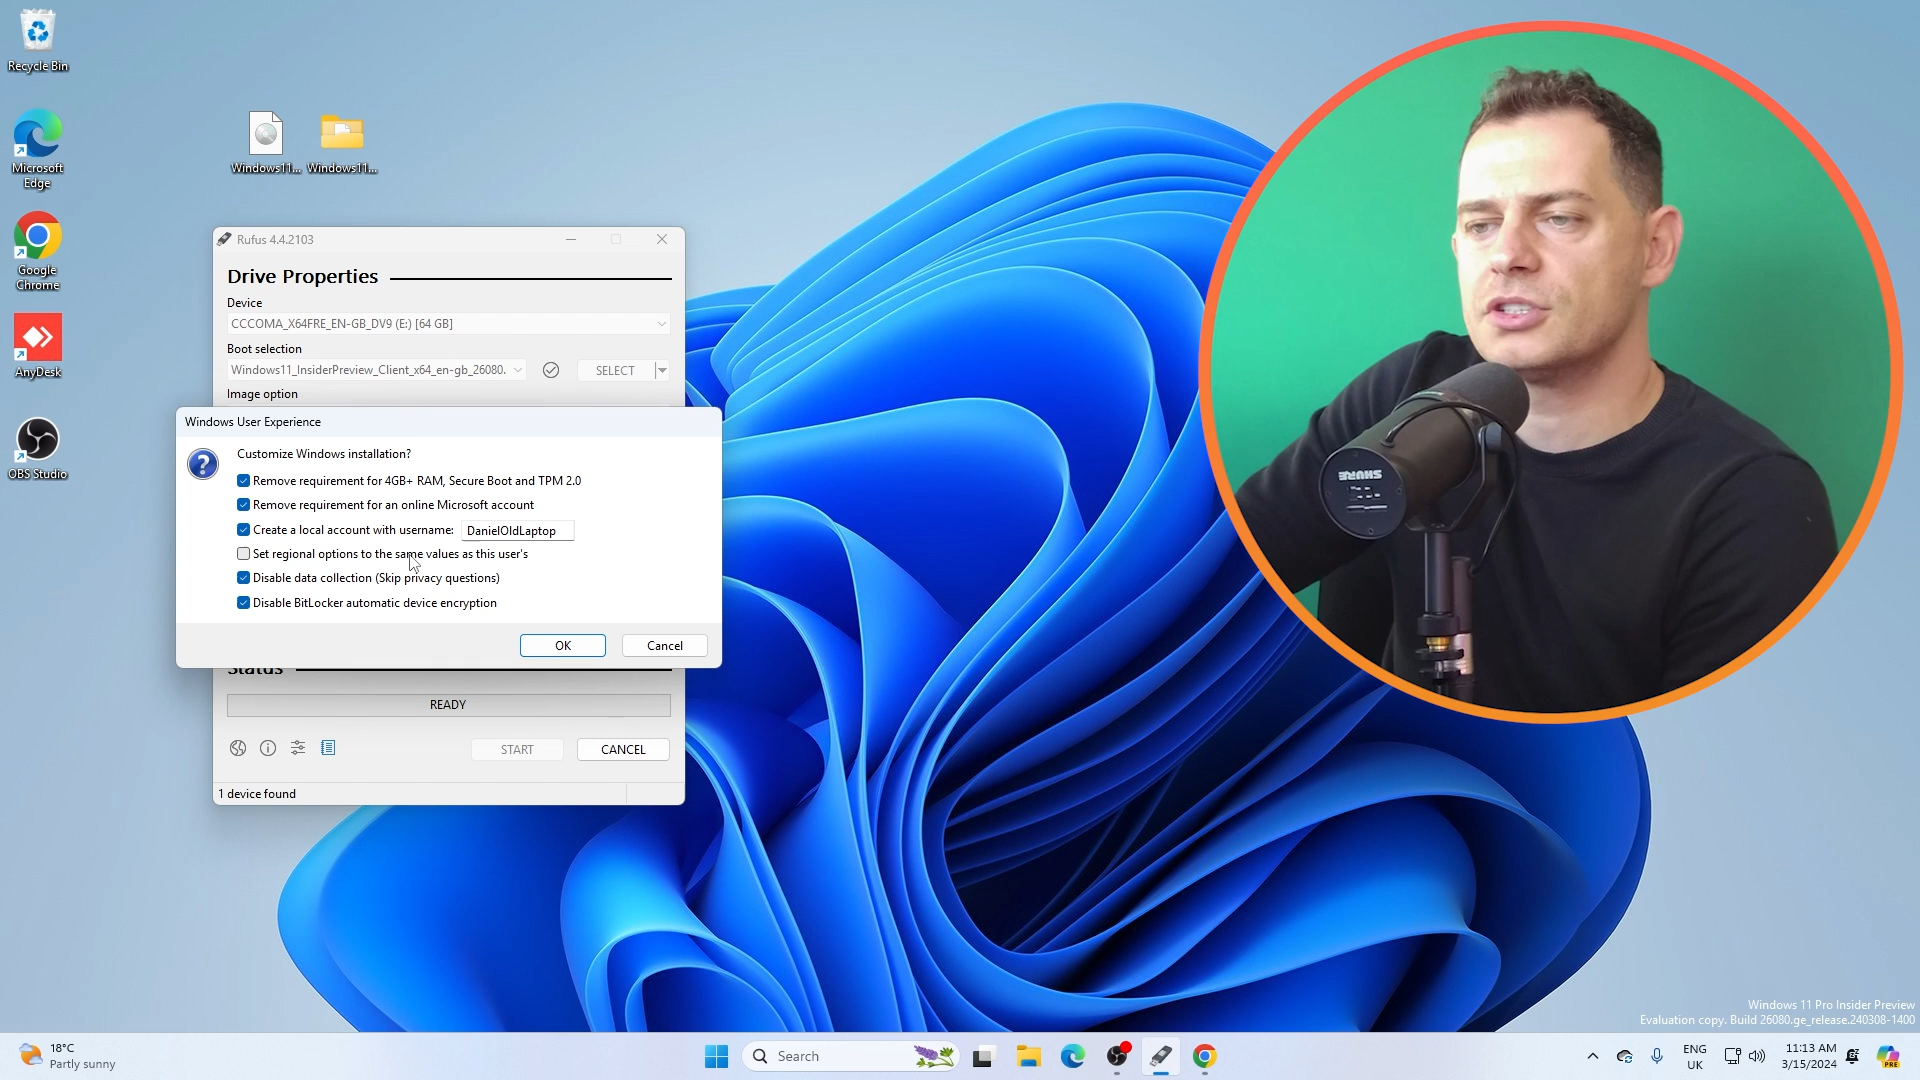 Recycle Bin
Microsoft
Edge
Google
Chrome
AnyDesk
OBS Studio
Windows11...
Windows11...
Rufus 4.4.2103
Drive Properties
Device
CCCOMA_X64FRE_EN-GB_DV9 (E:) [64 GB]
Boot selection
Windows11_InsiderPreview_Client_x64_en-gb_26080.
SELECT
Image option
Windows User Experience
Customize Windows installation?
Remove requirement for 4GB+ RAM, Secure Boot and TPM 2.0
Remove requirement for an online Microsoft account
Create a local account with username: DanielOldLaptop
Set regional options to the same values as this user's
Disable data collection (Skip privacy questions)
Disable BitLocker automatic device encryption
OK
Cancel
Status
READY
START
CANCEL
1 device found
SHURE
Windows 11 Pro Insider Preview
Evaluation copy. Build 26080.ge_release.240308-1400
18°C
Partly sunny
Search
ENG
UK
11:13 AM
3/15/2024
PRE